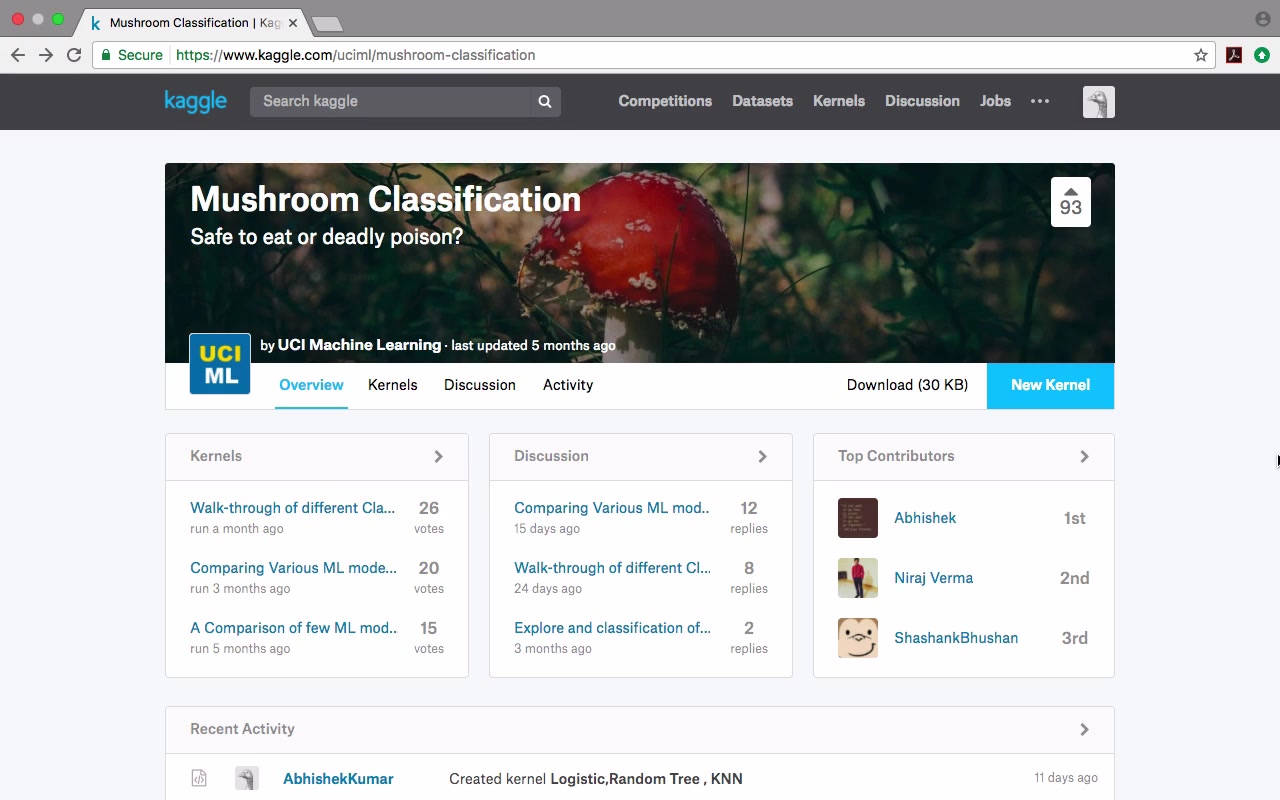 Mushroom Classification | Kag
Secure https://www.kaggle.com/uciml/mushroom-classification
kaggle Search kaggle Competitions Datasets Kernels Discussion Jobs
Mushroom Classification
93
Safe to eat or deadly poison?
UCI ML
by UCI Machine Learning · last updated 5 months ago
Overview Kernels Discussion Activity Download (30 KB) New Kernel
Kernels
Walk-through of different Cla... 26
run a month ago votes
Comparing Various ML mode... 20
run 3 months ago votes
A Comparison of few ML mod.. 15
run 5 months ago votes
Discussion
Comparing Various ML mod.. 12
15 days ago replies
Walk-through of different Cl... 8
24 days ago replies
Explore and classification of... 2
3 months ago replies
Top Contributors
Abhishek 1st
Niraj Verma 2nd
ShashankBhushan 3rd
Recent Activity
AbhishekKumar Created kernel Logistic,Random Tree , KNN 11 days ago